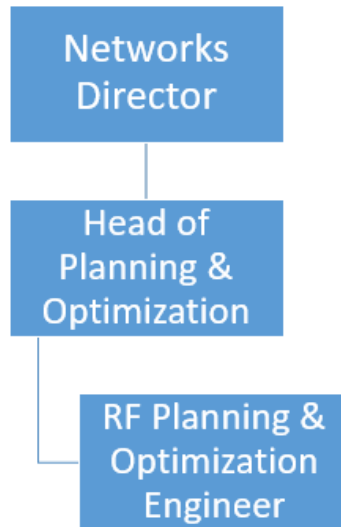 Networks
Director
Head of
Planning &
Optimization
RF Planning &
Optimization
Engineer